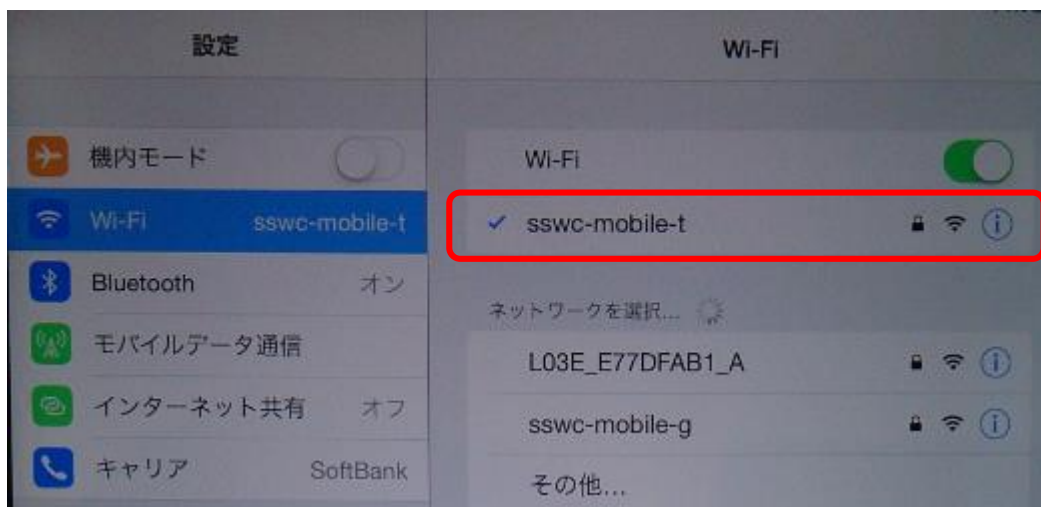 設定
機内モード
Wi-Fi sswc-mobile-t
Bluetooth オン
モバイルデータ通信
インターネット共有 オフ
キャリア SoftBank
Wi-Fi
Wi-Fi
sswc-mobile-t
ネットワークを選択...
L03E_E77DFAB1_A
sswc-mobile-g
その他...